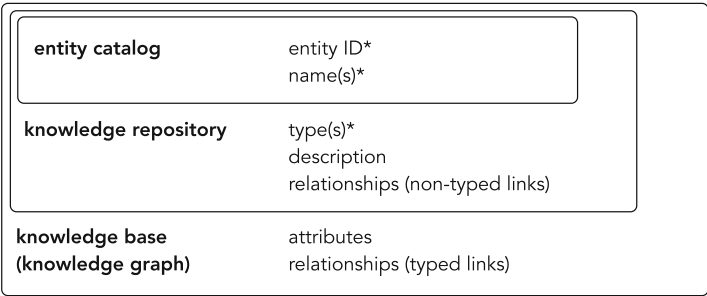 entity catalog entity ID*
name(s)*
knowledge repository type(s)*
description
relationships (non-typed links)
knowledge base attributes
(knowledge graph) relationships (typed links)